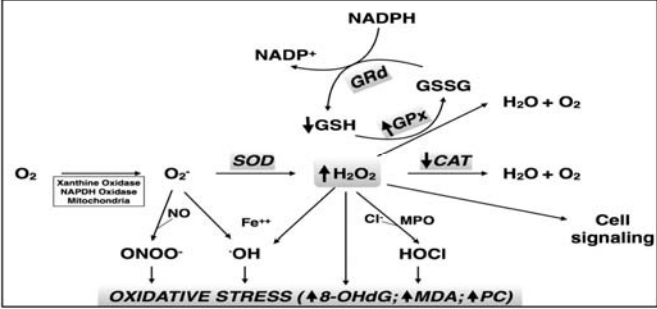 NADPH
NADP+
GRd
GSSG
↓GSH
↑GPx
H₂O + O₂
O₂
Xanthine Oxidase
NAPDH Oxidase
Mitochondria
O₂⁻
SOD
↑H₂O₂
↓CAT
H₂O + O₂
NO
Fe⁺⁺
Cl⁻
MPO
Cell
signaling
ONOO⁻
·OH
HOCl
OXIDATIVE STRESS (↑8-OHdG; ↑MDA; ↑PC)